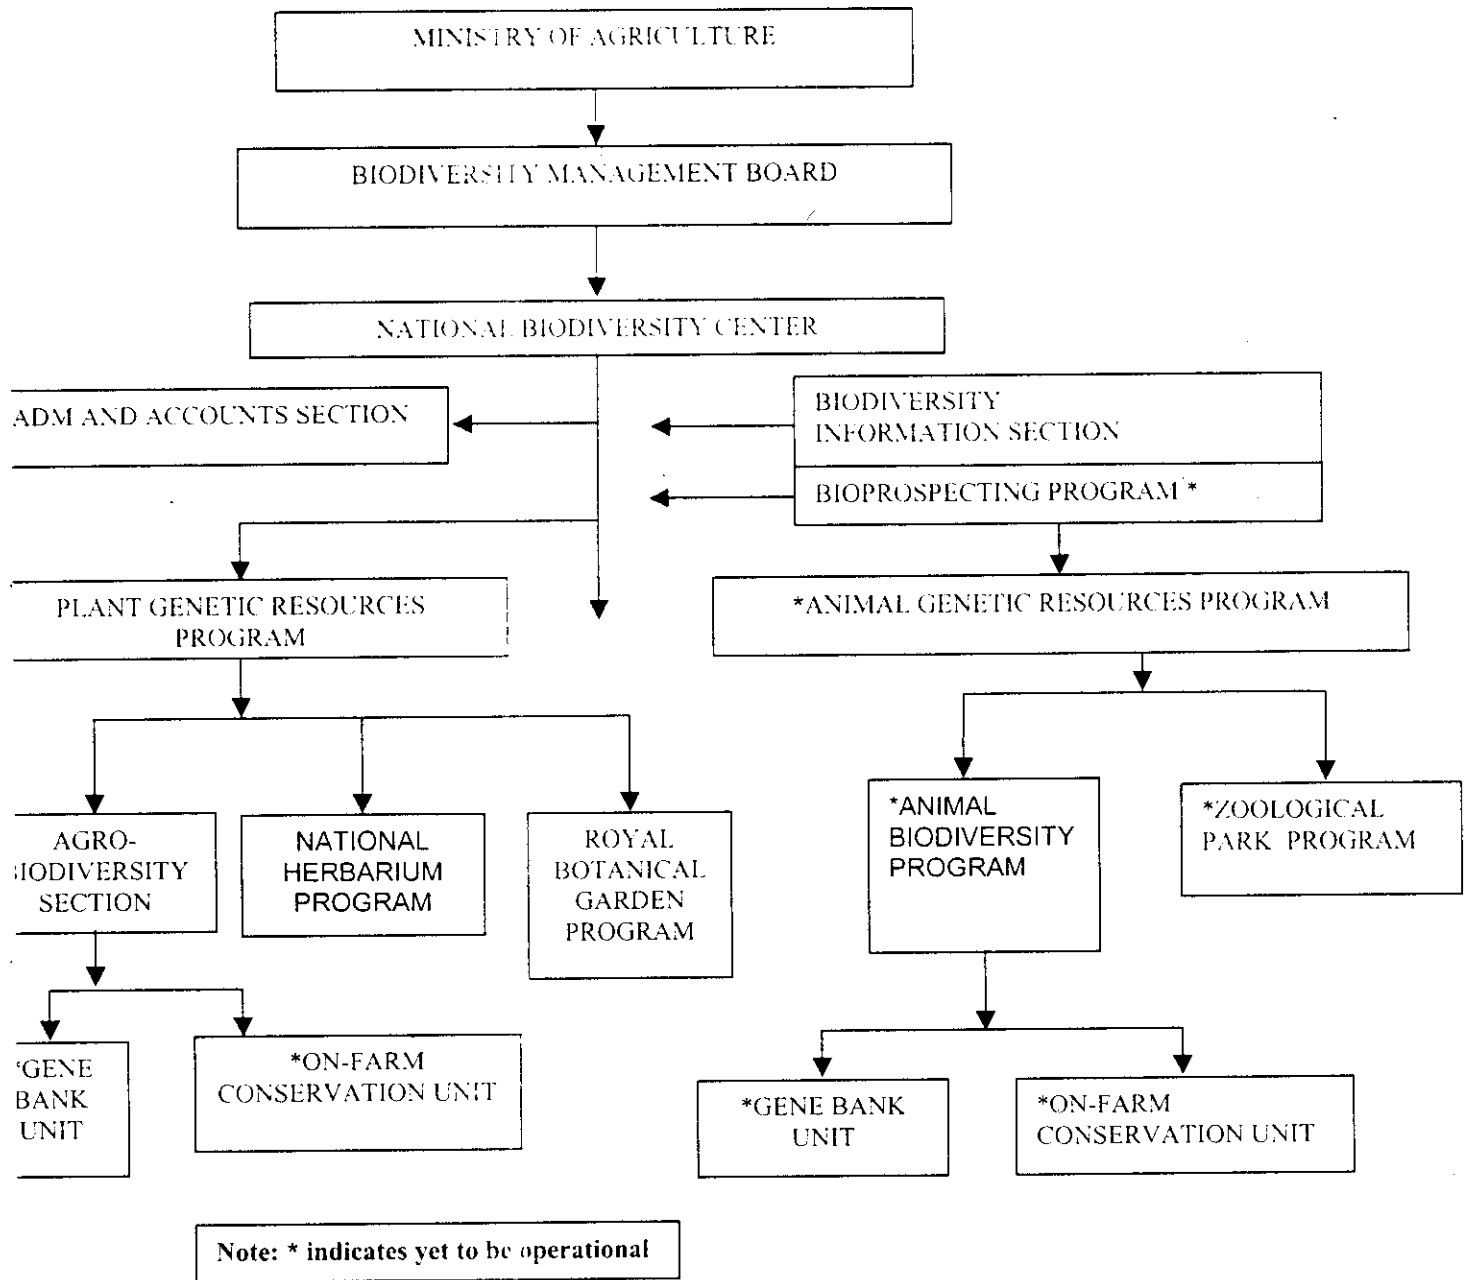 MINISTRY OF AGRICULTURE
BIODIVERSITY MANAGEMENT BOARD
NATIONAL BIODIVERSITY CENTER
ADM AND ACCOUNTS SECTION
BIODIVERSITY
INFORMATION SECTION
BIOPROSPECTING PROGRAM *
PLANT GENETIC RESOURCES
PROGRAM
*ANIMAL GENETIC RESOURCES PROGRAM
AGRO-
BIODIVERSITY
SECTION
NATIONAL
HERBARIUM
PROGRAM
ROYAL
BOTANICAL
GARDEN
PROGRAM
*ANIMAL
BIODIVERSITY
PROGRAM
*ZOOLOGICAL
PARK PROGRAM
*GENE
BANK
UNIT
*ON-FARM
CONSERVATION UNIT
*GENE BANK
UNIT
*ON-FARM
CONSERVATION UNIT
Note: * indicates yet to be operational